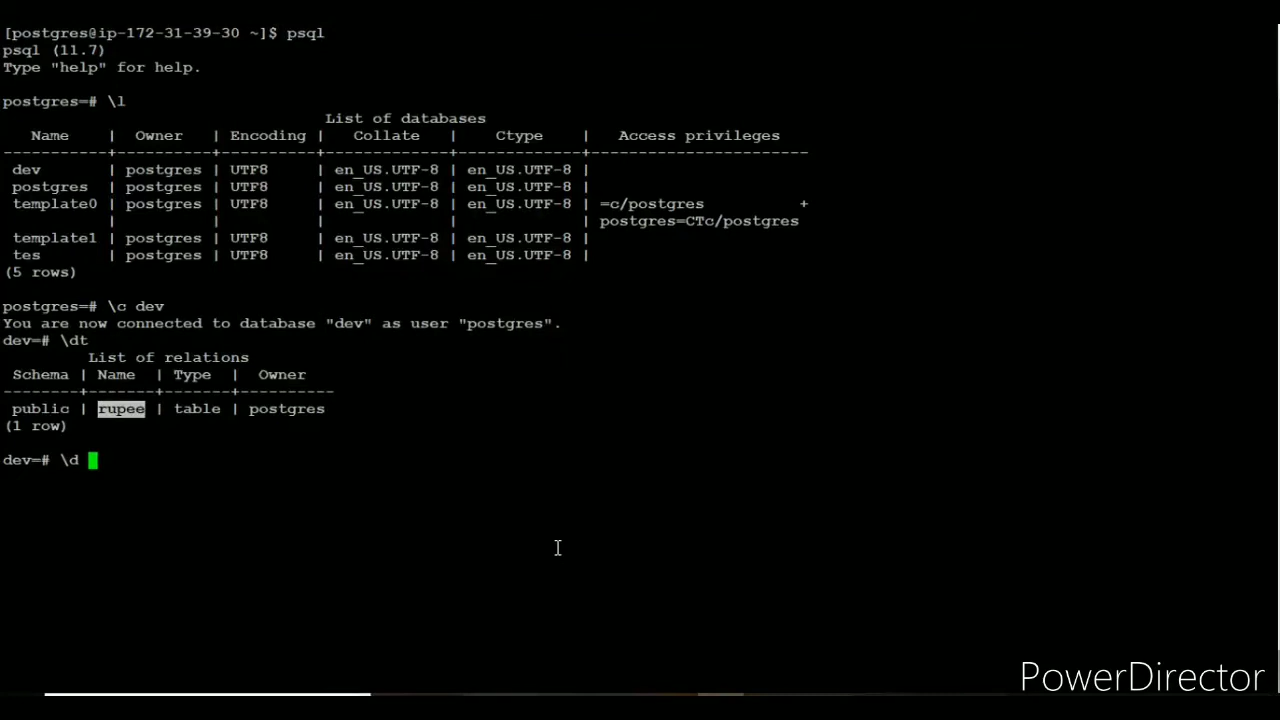 [postgres@ip-172-31-39-30 ~]$ psql
psql (11.7)
Type "help" for help.
postgres=# \l
List of databases
Name | Owner | Encoding | Collate | Ctype | Access privileges
-----------+----------+----------+-------------+-------------+-----------------------
dev | postgres | UTF8 | en_US.UTF-8 | en_US.UTF-8 |
postgres | postgres | UTF8 | en_US.UTF-8 | en_US.UTF-8 |
template0 | postgres | UTF8 | en_US.UTF-8 | en_US.UTF-8 | =c/postgres +
| | | | | postgres=CTc/postgres
template1 | postgres | UTF8 | en_US.UTF-8 | en_US.UTF-8 |
tes | postgres | UTF8 | en_US.UTF-8 | en_US.UTF-8 |
(5 rows)
postgres=# \c dev
You are now connected to database "dev" as user "postgres".
dev=# \dt
List of relations
Schema | Name | Type | Owner
--------+-------+-------+----------
public | rupee | table | postgres
(1 row)
dev=# \d
PowerDirector